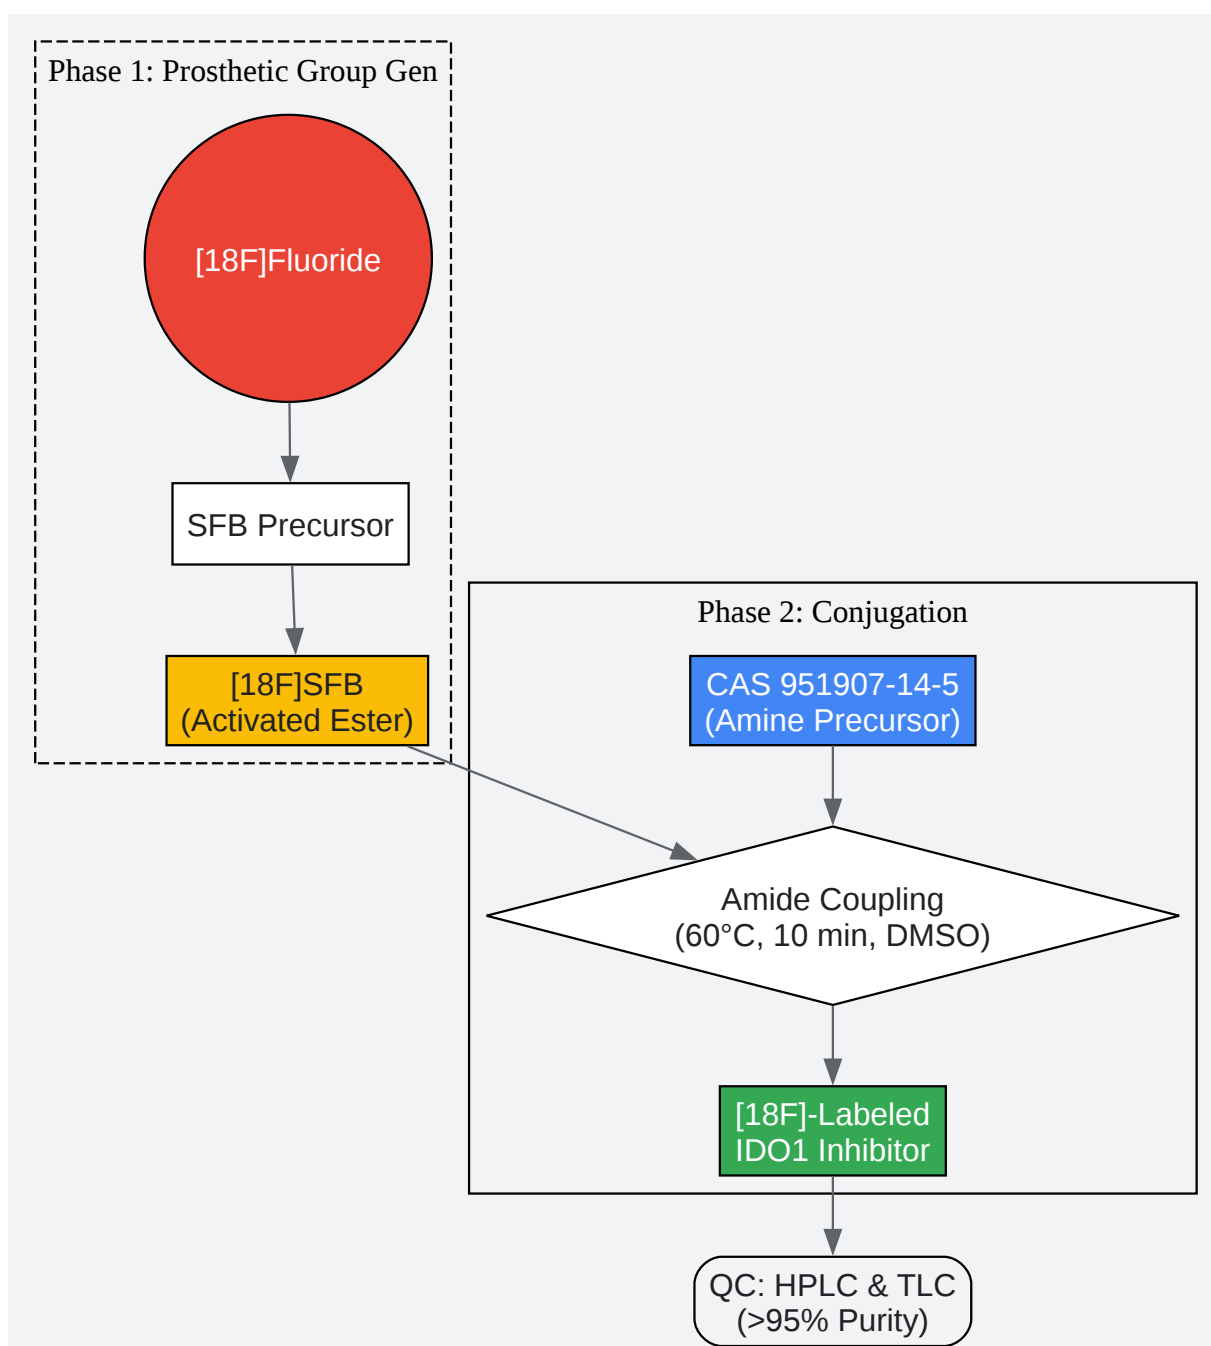 Phase 1: Prosthetic Group Gen
[18F]Fluoride
SFB Precursor
[18F]SFB
(Activated Ester)
Phase 2: Conjugation
CAS 951907-14-5
(Amine Precursor)
Amide Coupling
(60°C, 10 min, DMSO)
[18F]-Labeled
IDO1 Inhibitor
QC: HPLC & TLC
(>95% Purity)